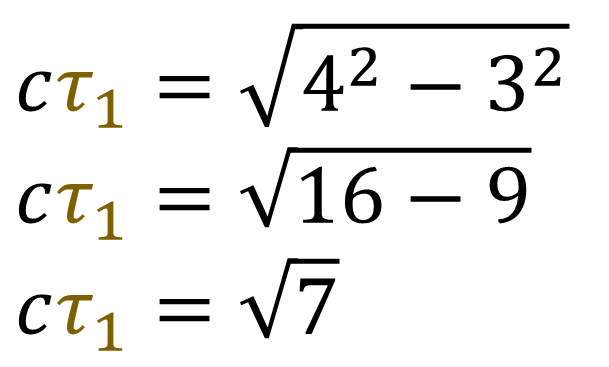 cτ₁ = √(4² − 3²)
cτ₁ = √(16 − 9)
cτ₁ = √7